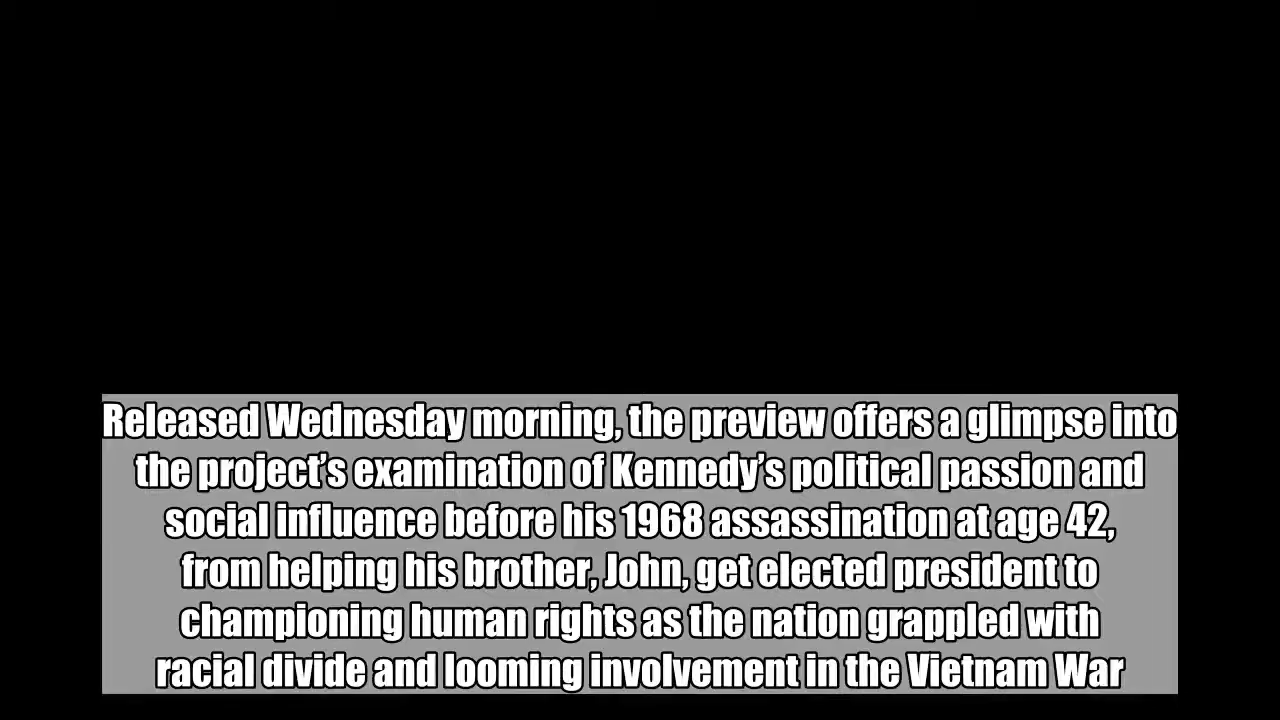 Released Wednesday morning, the preview offers a glimpse into
the project’s examination of Kennedy’s political passion and
social influence before his 1968 assassination at age 42,
from helping his brother, John, get elected president to
championing human rights as the nation grappled with
racial divide and looming involvement in the Vietnam War